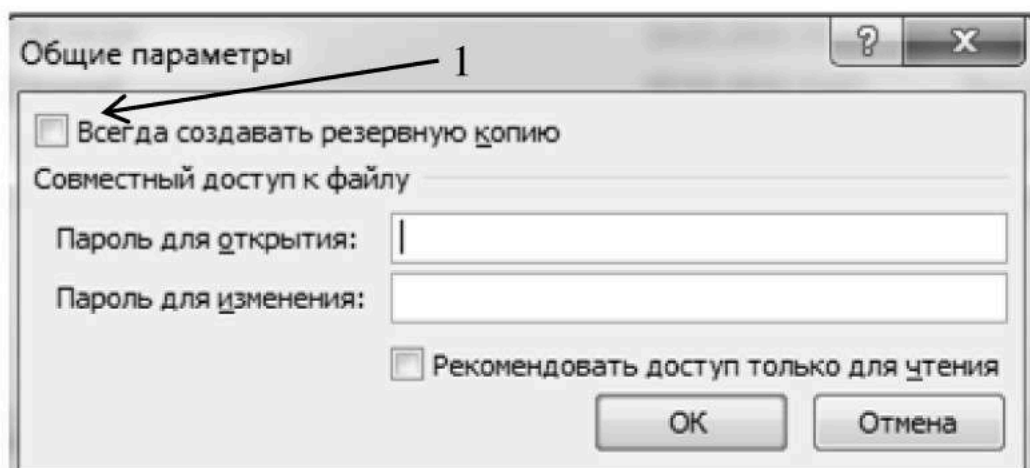 Общие параметры
1
Всегда создавать резервную копию
Совместный доступ к файлу
Пароль для открытия:
Пароль для изменения:
Рекомендовать доступ только для чтения
ОК
Отмена